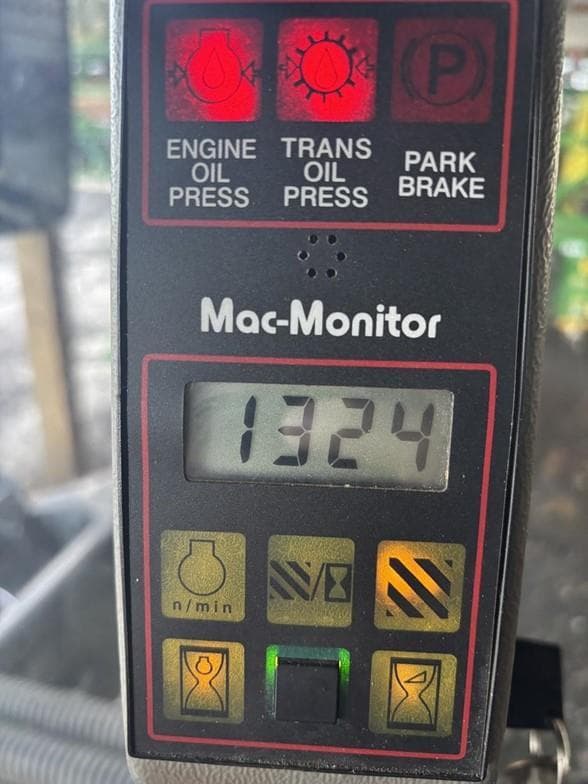 P
ENGINE
OIL
PRESS
TRANS
OIL
PRESS
PARK
BRAKE
Mac-Monitor
1324
n/min